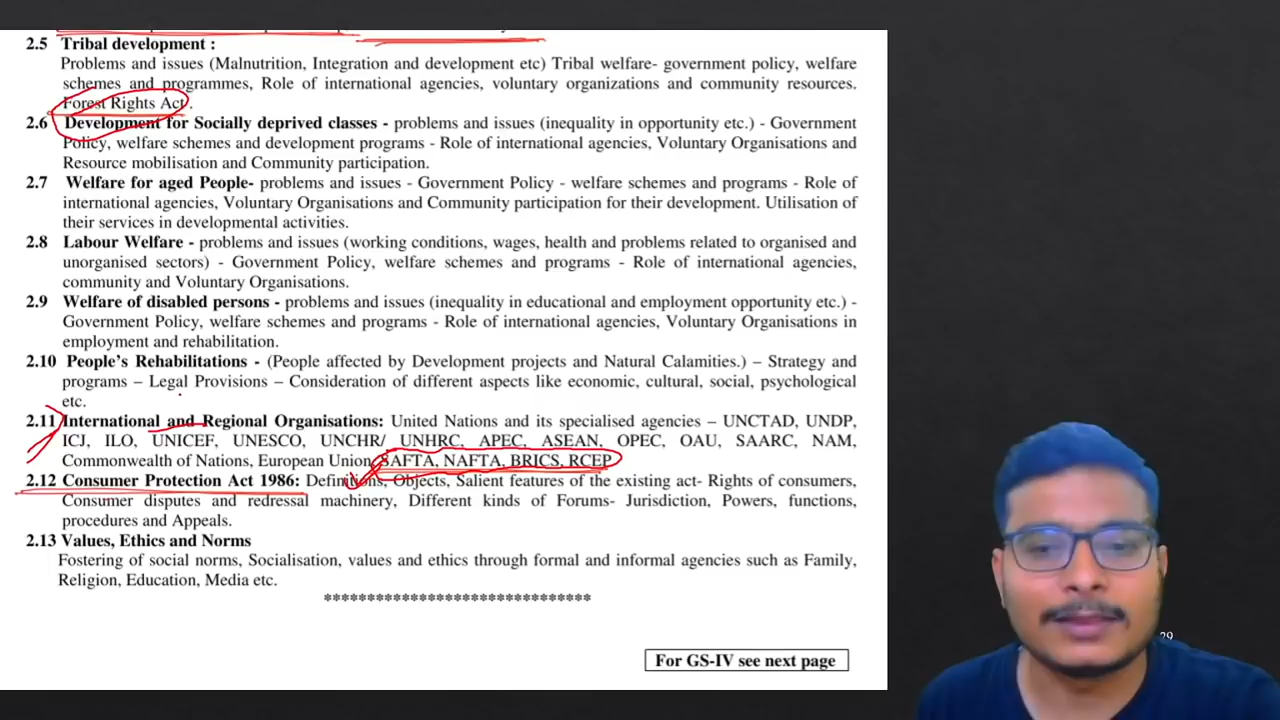 2.5 Tribal development :
Problems and issues (Malnutrition, Integration and development etc) Tribal welfare- government policy, welfare
schemes and programmes, Role of international agencies, voluntary organizations and community resources.
Forest Rights Act.
2.6 Development for Socially deprived classes - problems and issues (inequality in opportunity etc.) - Government
Policy, welfare schemes and development programs - Role of international agencies, Voluntary Organisations and
Resource mobilisation and Community participation.
2.7 Welfare for aged People- problems and issues - Government Policy - welfare schemes and programs - Role of
international agencies, Voluntary Organisations and Community participation for their development. Utilisation of
their services in developmental activities.
2.8 Labour Welfare - problems and issues (working conditions, wages, health and problems related to organised and
unorganised sectors) - Government Policy, welfare schemes and programs - Role of international agencies,
community and Voluntary Organisations.
2.9 Welfare of disabled persons - problems and issues (inequality in educational and employment opportunity etc.) -
Government Policy, welfare schemes and programs - Role of international agencies, Voluntary Organisations in
employment and rehabilitation.
2.10 People's Rehabilitations - (People affected by Development projects and Natural Calamities.) – Strategy and
programs – Legal Provisions – Consideration of different aspects like economic, cultural, social, psychological
etc.
2.11 International and Regional Organisations: United Nations and its specialised agencies – UNCTAD, UNDP,
ICJ, ILO, UNICEF, UNESCO, UNCHR/ UNHRC, APEC, ASEAN, OPEC, OAU, SAARC, NAM,
Commonwealth of Nations, European Union, SAFTA, NAFTA, BRICS, RCEP
2.12 Consumer Protection Act 1986: Definitions, Objects, Salient features of the existing act- Rights of consumers,
Consumer disputes and redressal machinery, Different kinds of Forums- Jurisdiction, Powers, functions,
procedures and Appeals.
2.13 Values, Ethics and Norms
Fostering of social norms, Socialisation, values and ethics through formal and informal agencies such as Family,
Religion, Education, Media etc.
*******************************
29
For GS-IV see next page